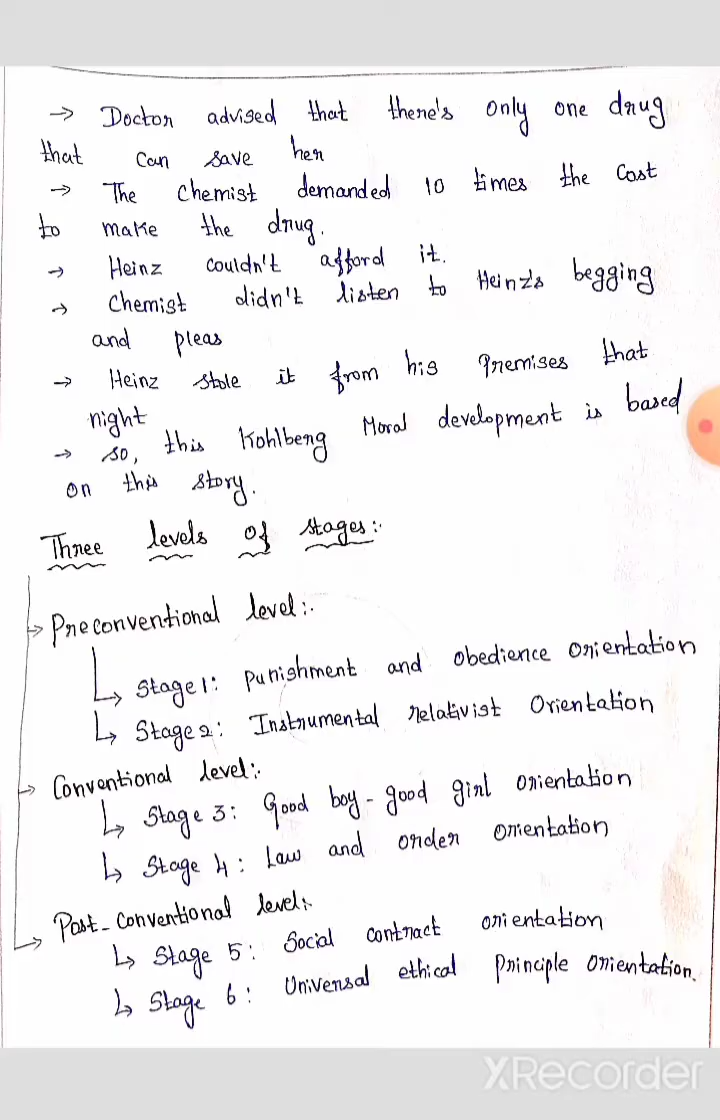 → Doctor advised that there's only one drug
that can save her
→ The chemist demanded 10 times the cost
to make the drug.
→ Heinz couldn't afford it.
→ Chemist didn't listen to Heinz's begging
and pleas
→ Heinz stole it from his premises that
night
→ so, this Kohlberg Moral development is based
on this story.
Three levels of stages:.
→ Preconventional level:.
↳ Stage 1: punishment and obedience orientation
↳ Stage 2: Instrumental relativist Orientation
→ Conventional level:.
↳ Stage 3: Good boy - good girl orientation
↳ Stage 4: Law and order orientation
→ Post-conventional level:.
↳ Stage 5: Social contract orientation
↳ Stage 6: Universal ethical principle orientation.
XRecorder